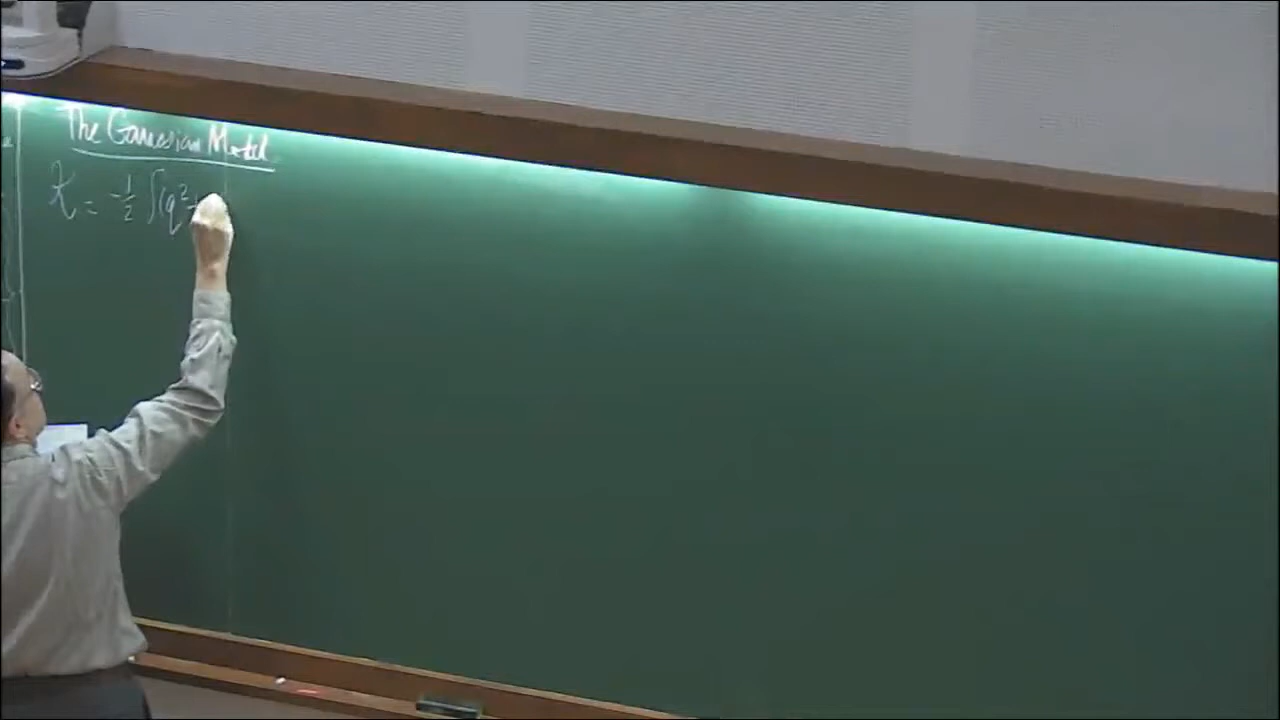 The Gaussian Model
ℋ = -1/2 ∫(q² +